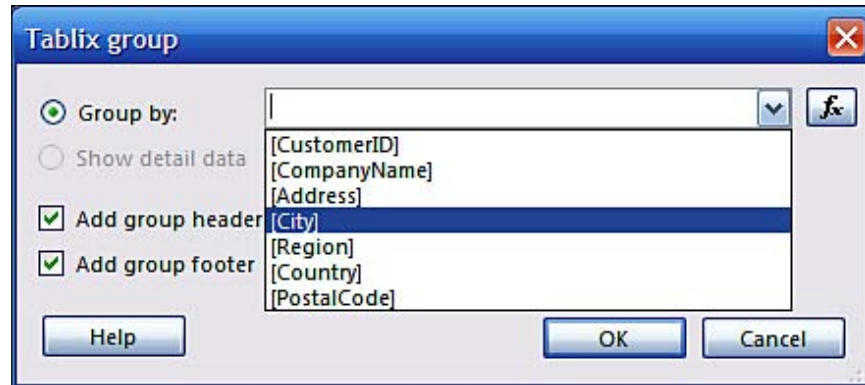 Tablix group
Group by:
fx
[CustomerID]
Show detail data
[CompanyName]
[Address]
Add group header
[City]
[Region]
Add group footer
[Country]
[PostalCode]
Help
OK
Cancel